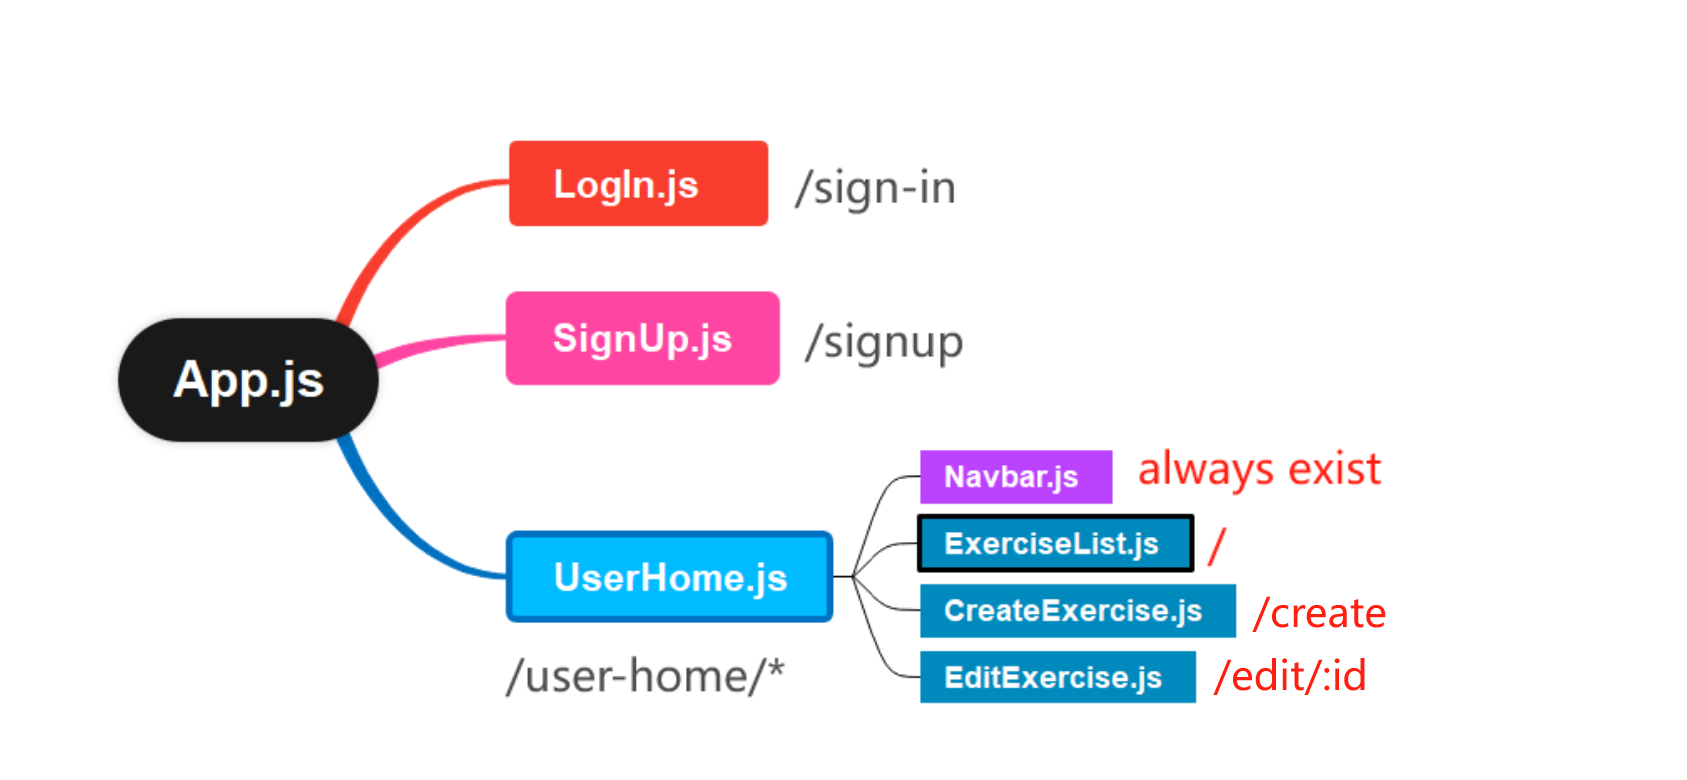 LogIn.js /sign-in
SignUp.js /signup
App.js
Navbar.js always exist
ExerciseList.js /
UserHome.js
CreateExercise.js /create
/user-home/*
EditExercise.js /edit/:id